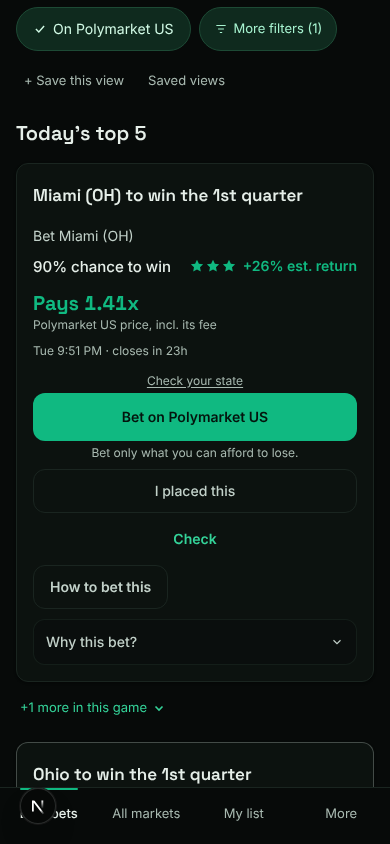 On Polymarket US
More filters (1)
+ Save this view
Saved views
Today's top 5
Miami (OH) to win the 1st quarter
Bet Miami (OH)
90% chance to win
+26% est. return
Pays 1.41x
Polymarket US price, incl. its fee
Tue 9:51 PM · closes in 23h
Check your state
Bet on Polymarket US
Bet only what you can afford to lose.
I placed this
Check
How to bet this
Why this bet?
+1 more in this game
Ohio to win the 1st quarter
N
All markets
My list
More